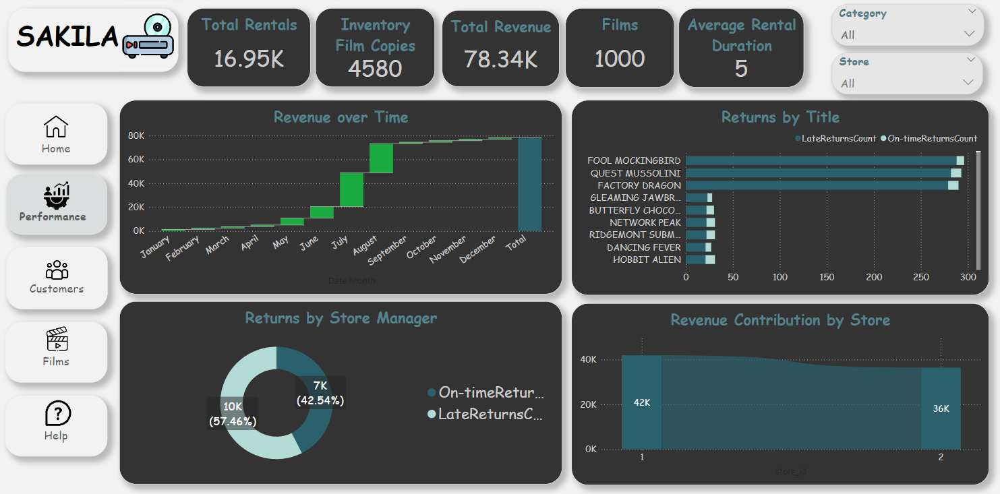 SAKILA
Total Rentals
16.95K
Inventory
Film Copies
4580
Total Revenue
78.34K
Films
1000
Average Rental
Duration
5
Category
All
Store
All
Home
Performance
Customers
Films
Help
Revenue over Time
80K
60K
40K
20K
0K
January
February
March
April
May
June
July
August
September
October
November
December
Total
Date Month
Returns by Title
LateReturnsCount On-timeReturnsCount
FOOL MOCKINGBIRD
QUEST MUSSOLINI
FACTORY DRAGON
GLEAMING JAWBR...
BUTTERFLY CHOCO...
NETWORK PEAK
RIDGEMONT SUBM...
DANCING FEVER
HOBBIT ALIEN
0 50 100 150 200 250 300
Returns by Store Manager
7K
(42.54%)
10K
(57.46%)
On-timeRetur...
LateReturnsC...
Revenue Contribution by Store
40K
20K
0K
42K
36K
1 2
store_id